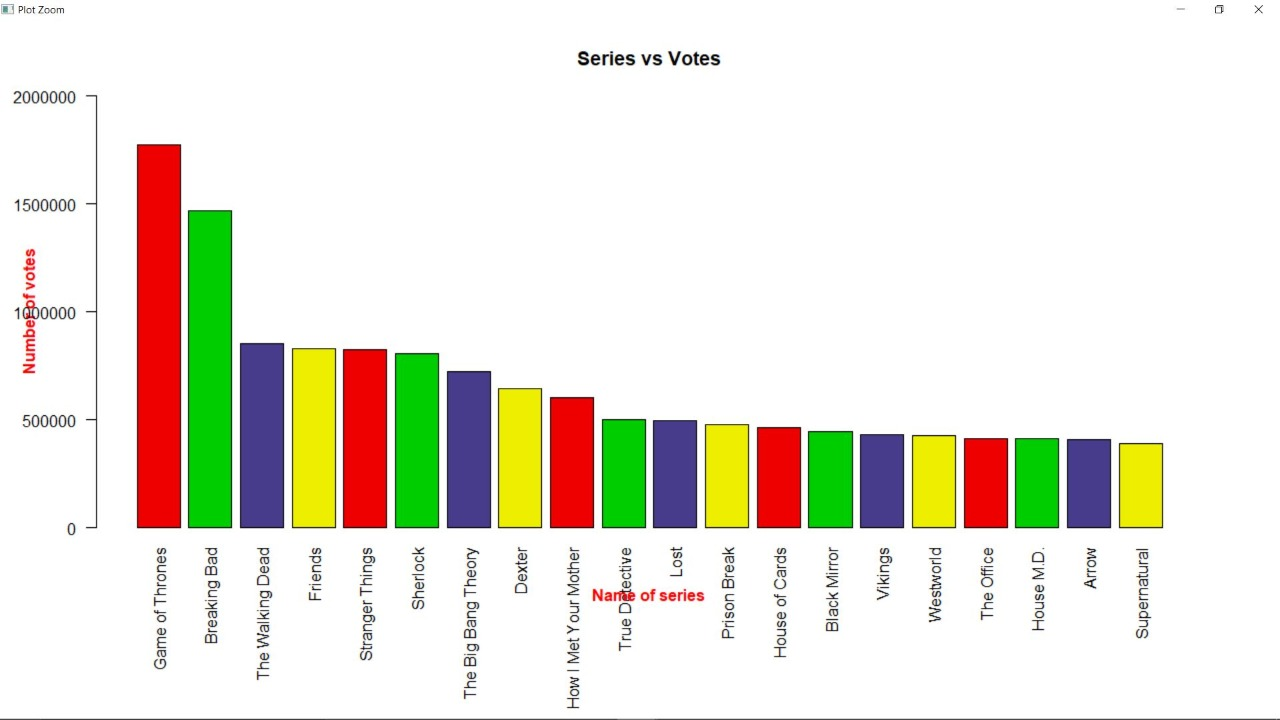 Plot Zoom
Series vs Votes
Number of votes
2000000
1500000
1000000
500000
0
Game of Thrones
Breaking Bad
The Walking Dead
Friends
Stranger Things
Sherlock
The Big Bang Theory
Dexter
How I Met Your Mother
True Detective
Lost
Prison Break
House of Cards
Black Mirror
Vikings
Westworld
The Office
House M.D.
Arrow
Supernatural
Name of series